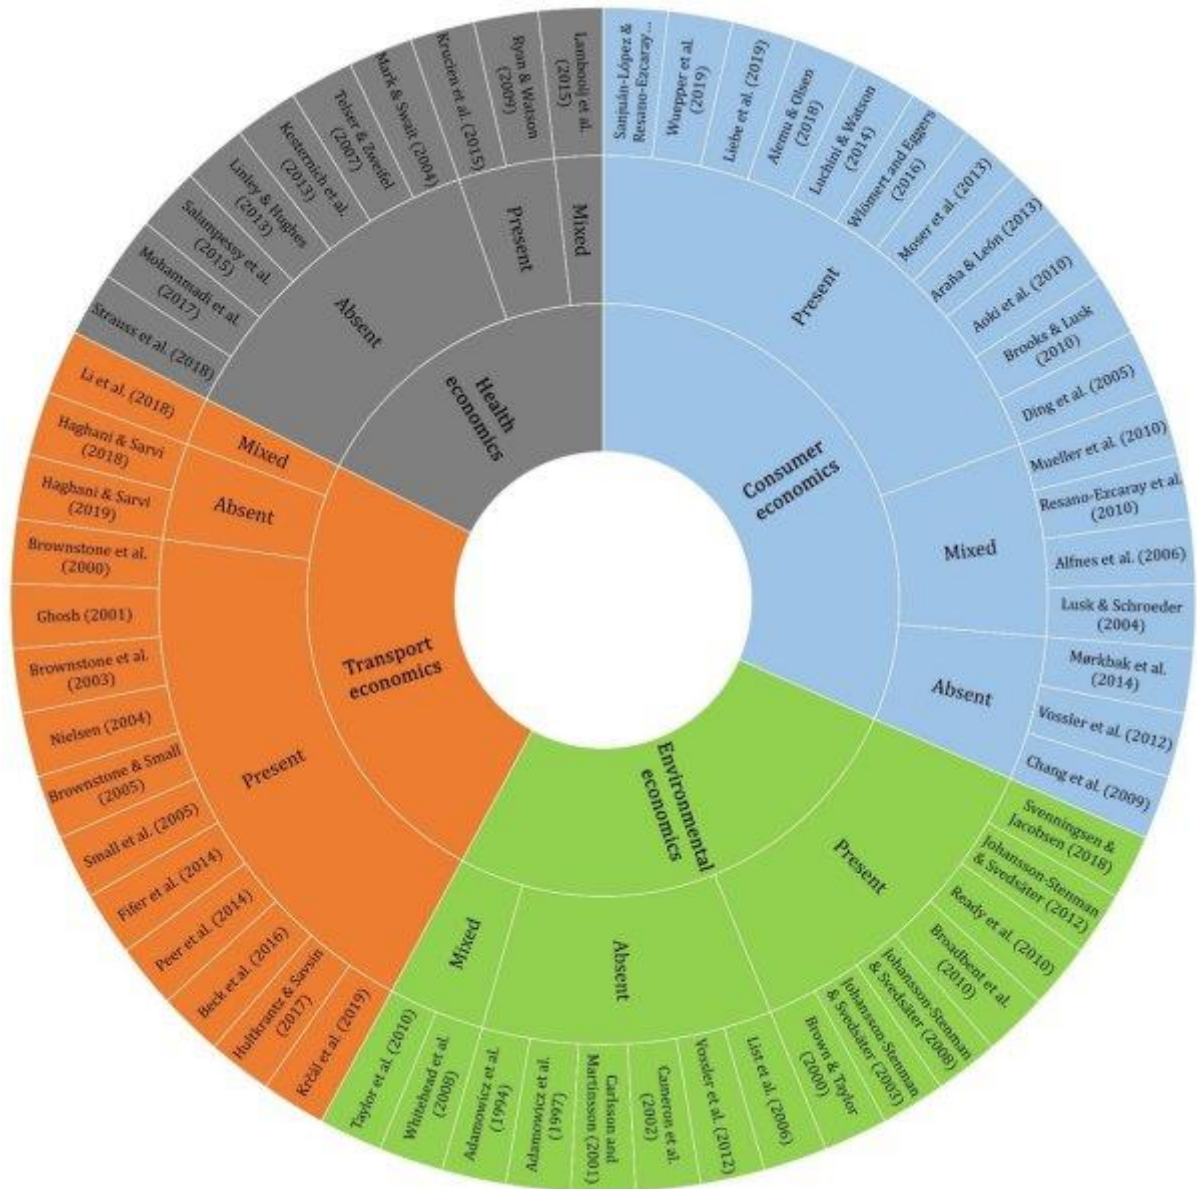 Consumer
economics
Present
Sanjuán-López &
Resano-Ezcaray...
Wuepper et al.
(2019)
Liebe et al. (2019)
Alemu & Olsen
(2018)
Luchini & Watson
(2014)
Wlömert and Eggers
(2016)
Moser et al. (2013)
Araña & León (2013)
Aoki et al. (2010)
Brooks & Lusk
(2010)
Ding et al. (2005)
Mixed
Mueller et al. (2010)
Resano-Ezcaray et al.
(2010)
Alfnes et al. (2006)
Lusk & Schroeder
(2004)
Absent
Mørkbak et al.
(2014)
Vossler et al. (2012)
Chang et al. (2009)
Environmental
economics
Present
Svenningsen &
Jacobsen (2018)
Johansson-Stenman
& Svedsäter (2012)
Ready et al. (2010)
Broadbent et al.
(2010)
Johansson-Stenman
& Svedsäter (2008)
Johansson-Stenman
& Svedsäter (2003)
Brown & Taylor
(2000)
Absent
List et al. (2006)
Vossler et al. (2012)
Cameron et al.
(2002)
Carlsson and
Martinsson (2001)
Adamowicz et al.
(1997)
Adamowicz et al.
(1994)
Mixed
Whitehead et al.
(2008)
Taylor et al. (2010)
Transport
economics
Present
Krčál et al. (2019)
Hultkrantz & Savsin
(2017)
Beck et al. (2016)
Peer et al. (2014)
Fifer et al. (2014)
Small et al. (2005)
Brownstone & Small
(2005)
Nielsen (2004)
Brownstone et al.
(2003)
Ghosh (2001)
Brownstone et al.
(2000)
Absent
Haghani & Sarvi
(2019)
Haghani & Sarvi
(2018)
Mixed
Li et al. (2018)
Health
economics
Absent
Strauss et al. (2018)
Mohammadi et al.
(2017)
Salampessy et al.
(2015)
Linley & Hughes
(2013)
Kesternich et al.
(2013)
Telser & Zweifel
(2007)
Mark & Swait (2004)
Present
Krucien et al. (2015)
Ryan & Watson
(2009)
Mixed
Lambooij et al.
(2015)